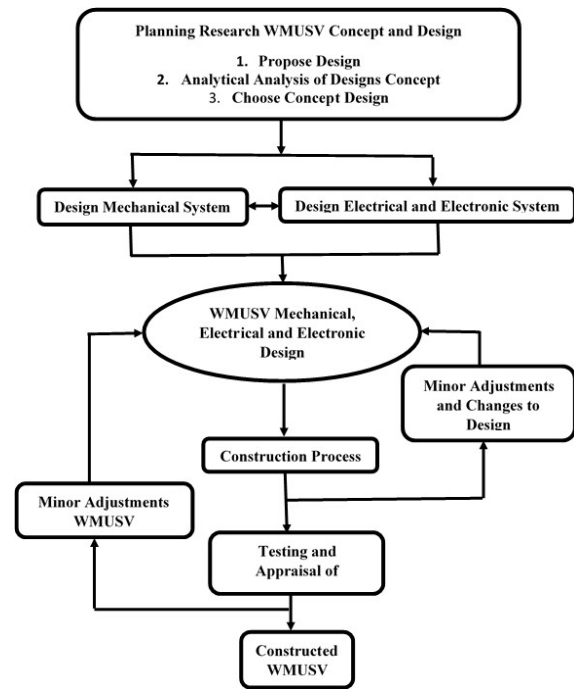 Planning Research WMUSV Concept and Design
1. Propose Design
2. Analytical Analysis of Designs Concept
3. Choose Concept Design
Design Mechanical System
Design Electrical and Electronic System
WMUSV Mechanical,
Electrical and Electronic
Design
Minor Adjustments
and Changes to
Design
Construction Process
Minor Adjustments
WMUSV
Testing and
Appraisal of
Constructed
WMUSV